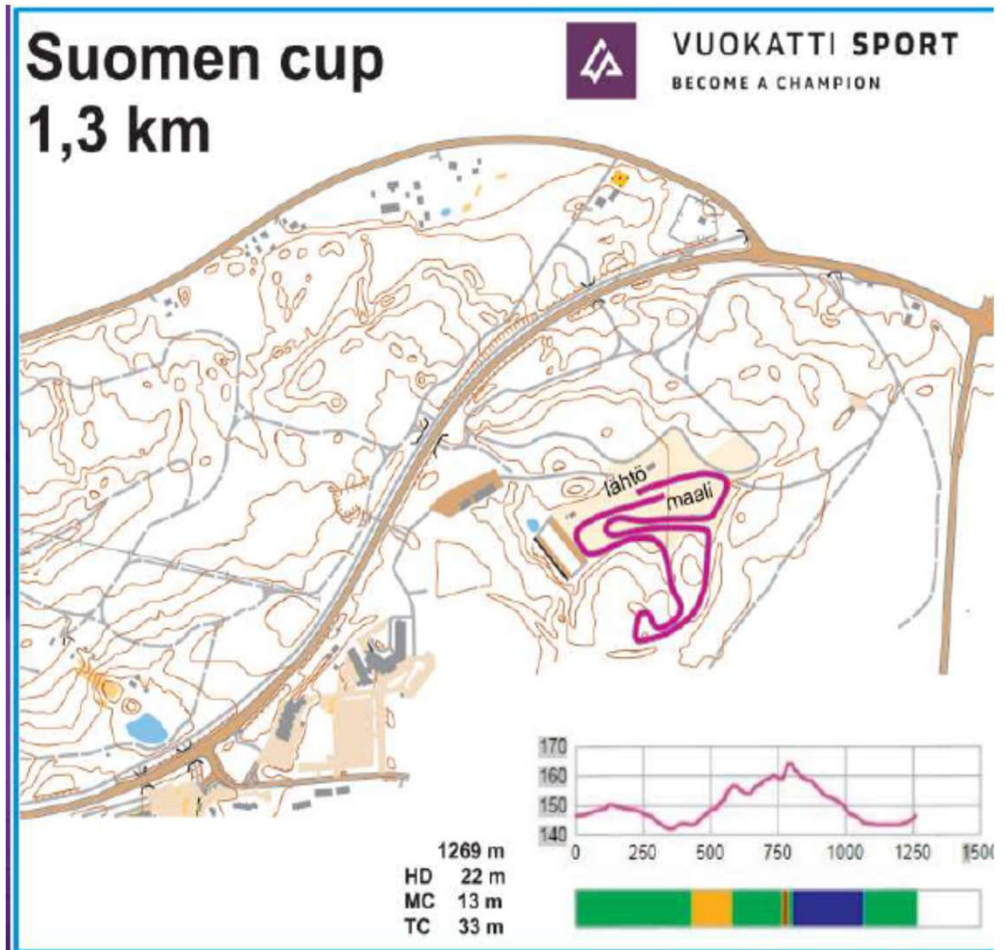 Suomen cup
1,3 km
VUOKATTI SPORT
BECOME A CHAMPION
lähtö
maali
170
160
150
140
0 250 500 750 1000 1250 1500
1269 m
HD 22 m
MC 13 m
TC 33 m